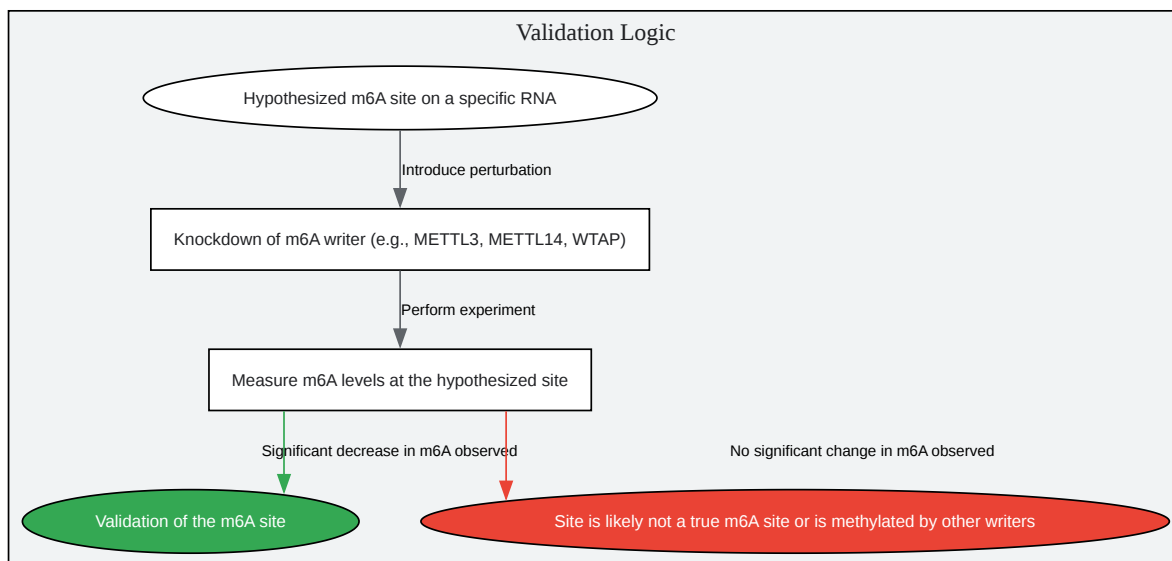 Validation Logic
Hypothesized m6A site on a specific RNA
Introduce perturbation
Knockdown of m6A writer (e.g., METTL3, METTL14, WTAP)
Perform experiment
Measure m6A levels at the hypothesized site
Significant decrease in m6A observed
No significant change in m6A observed
Validation of the m6A site
Site is likely not a true m6A site or is methylated by other writers